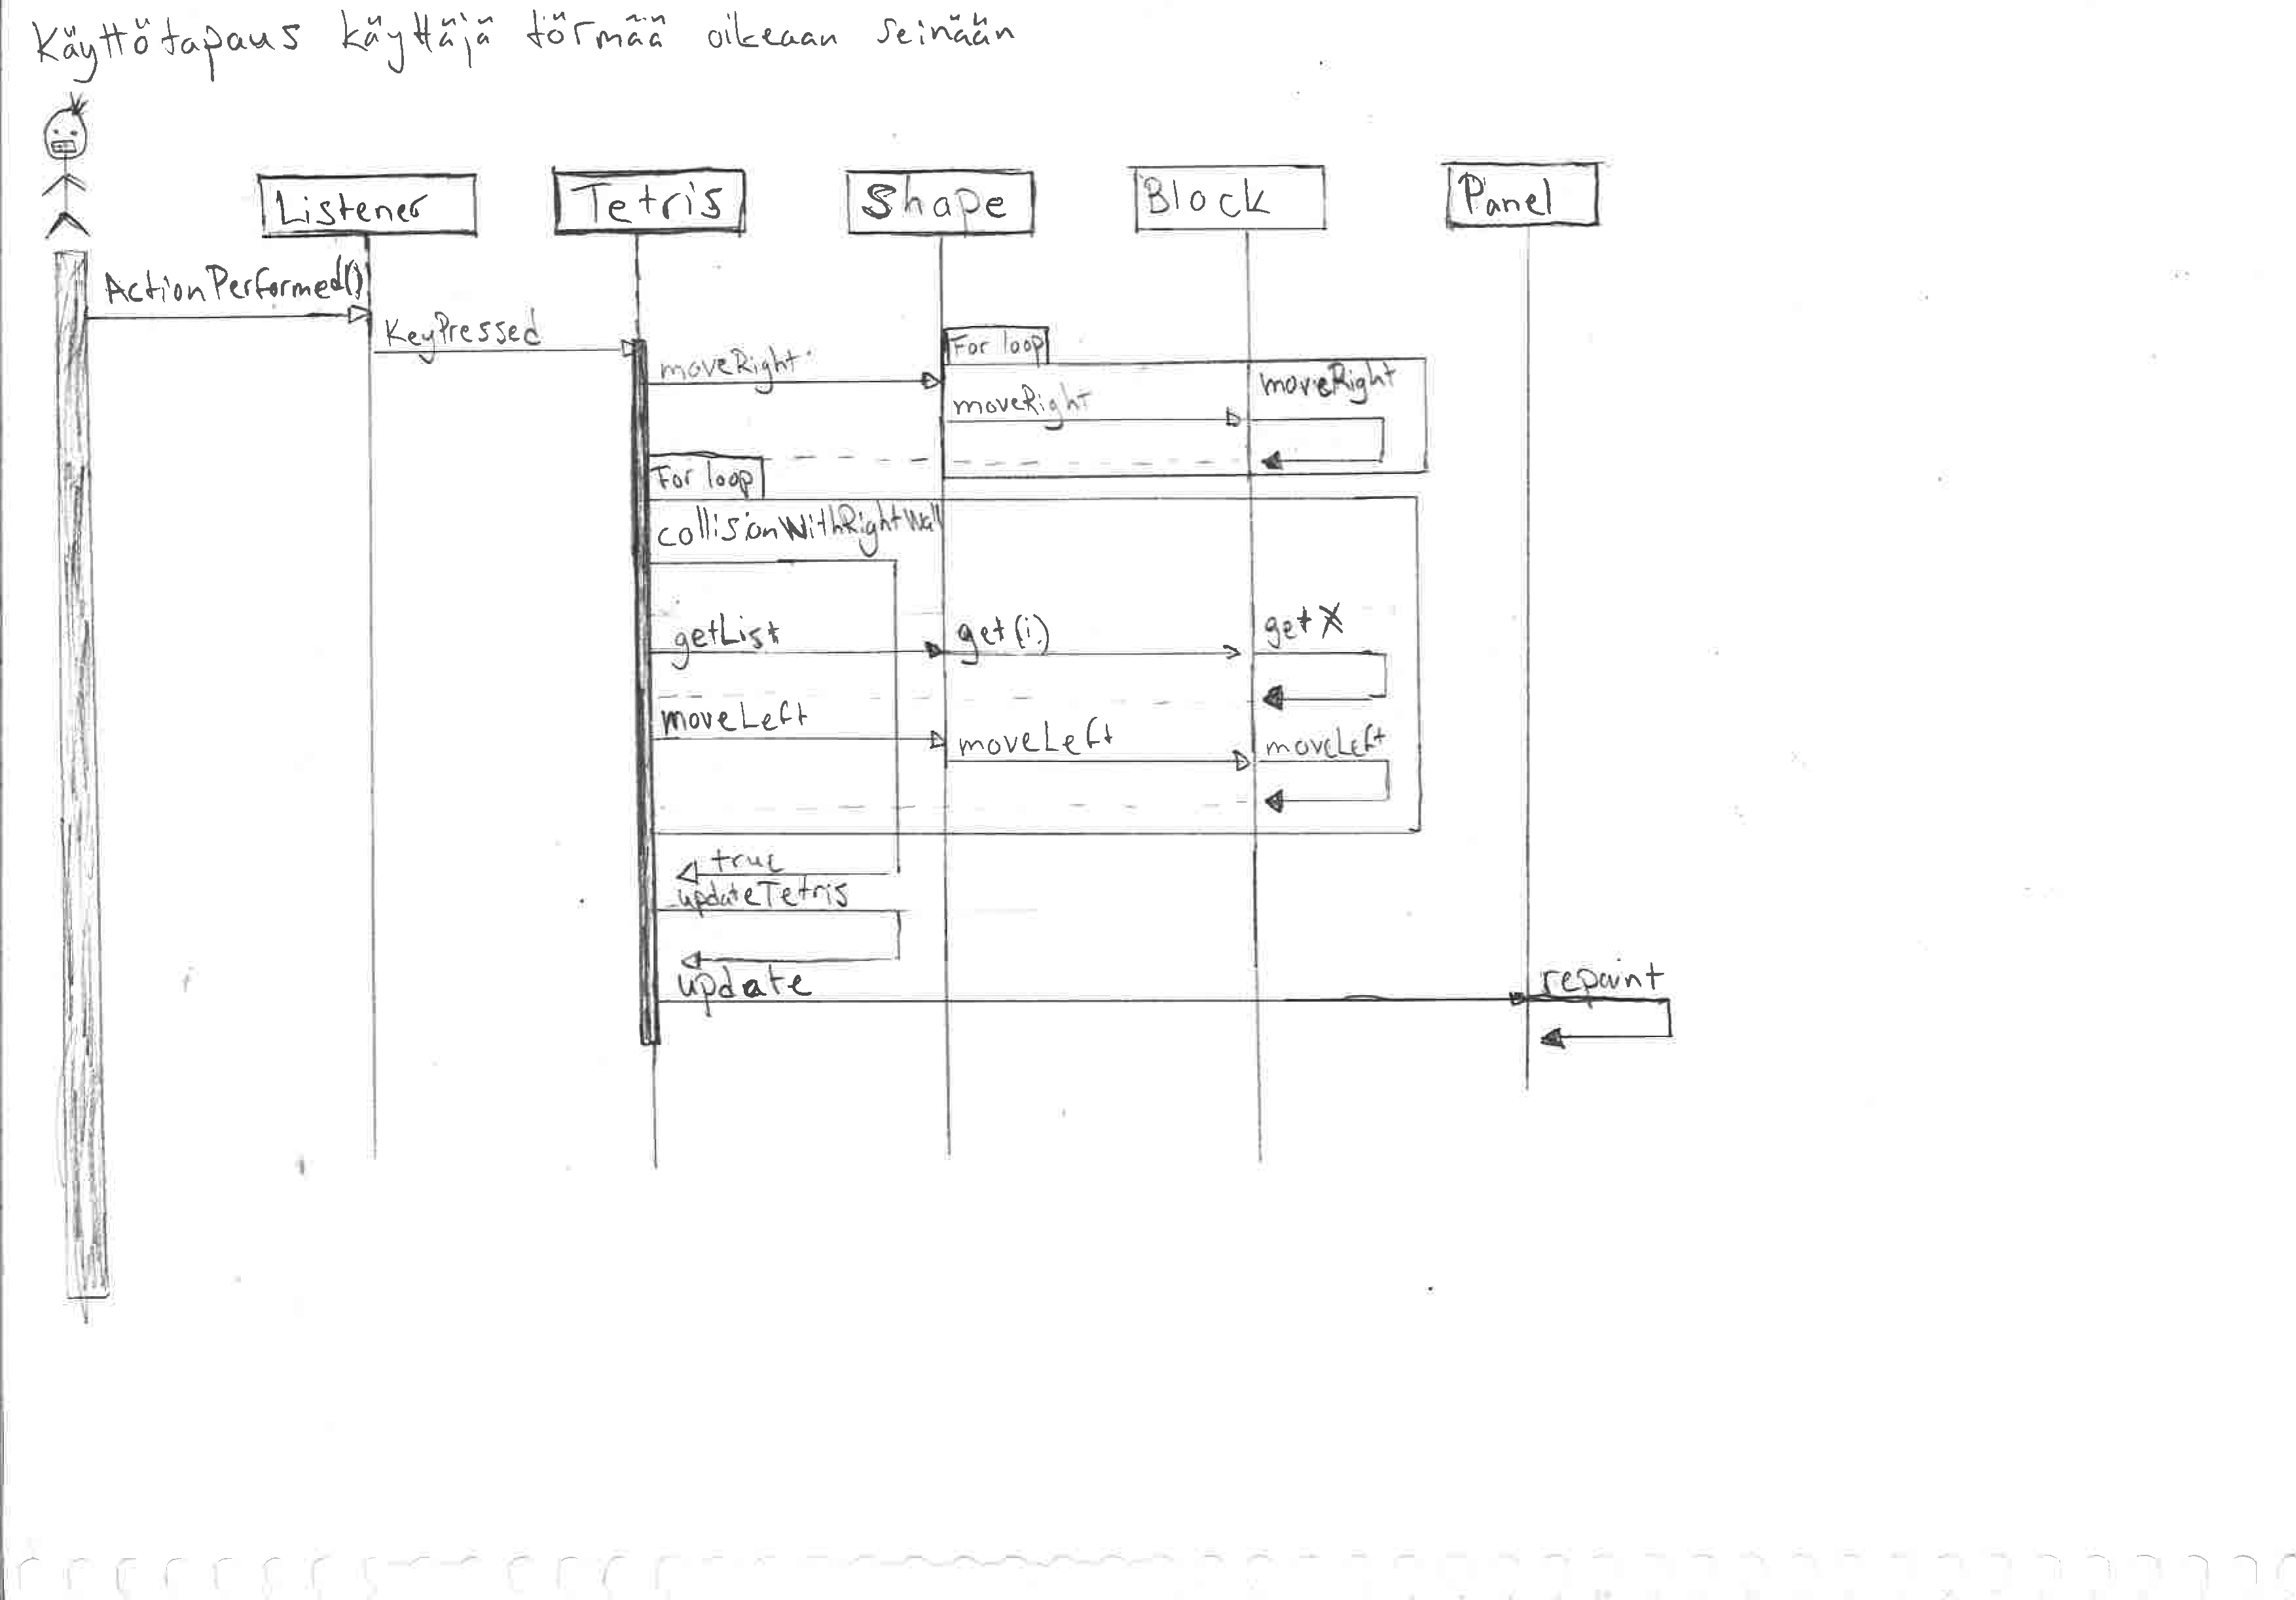 Käyttötapaus käyttäjä törmää oikeaan seinään
Listener
Tetris
Shape
Block
Panel
ActionPerformed()
KeyPressed
moveRight
For loop
moveRight
moveRight
For loop
collisionWithRightWall
getList
get(i)
getX
moveLeft
moveLeft
moveLeft
true
updateTetris
update
repaint